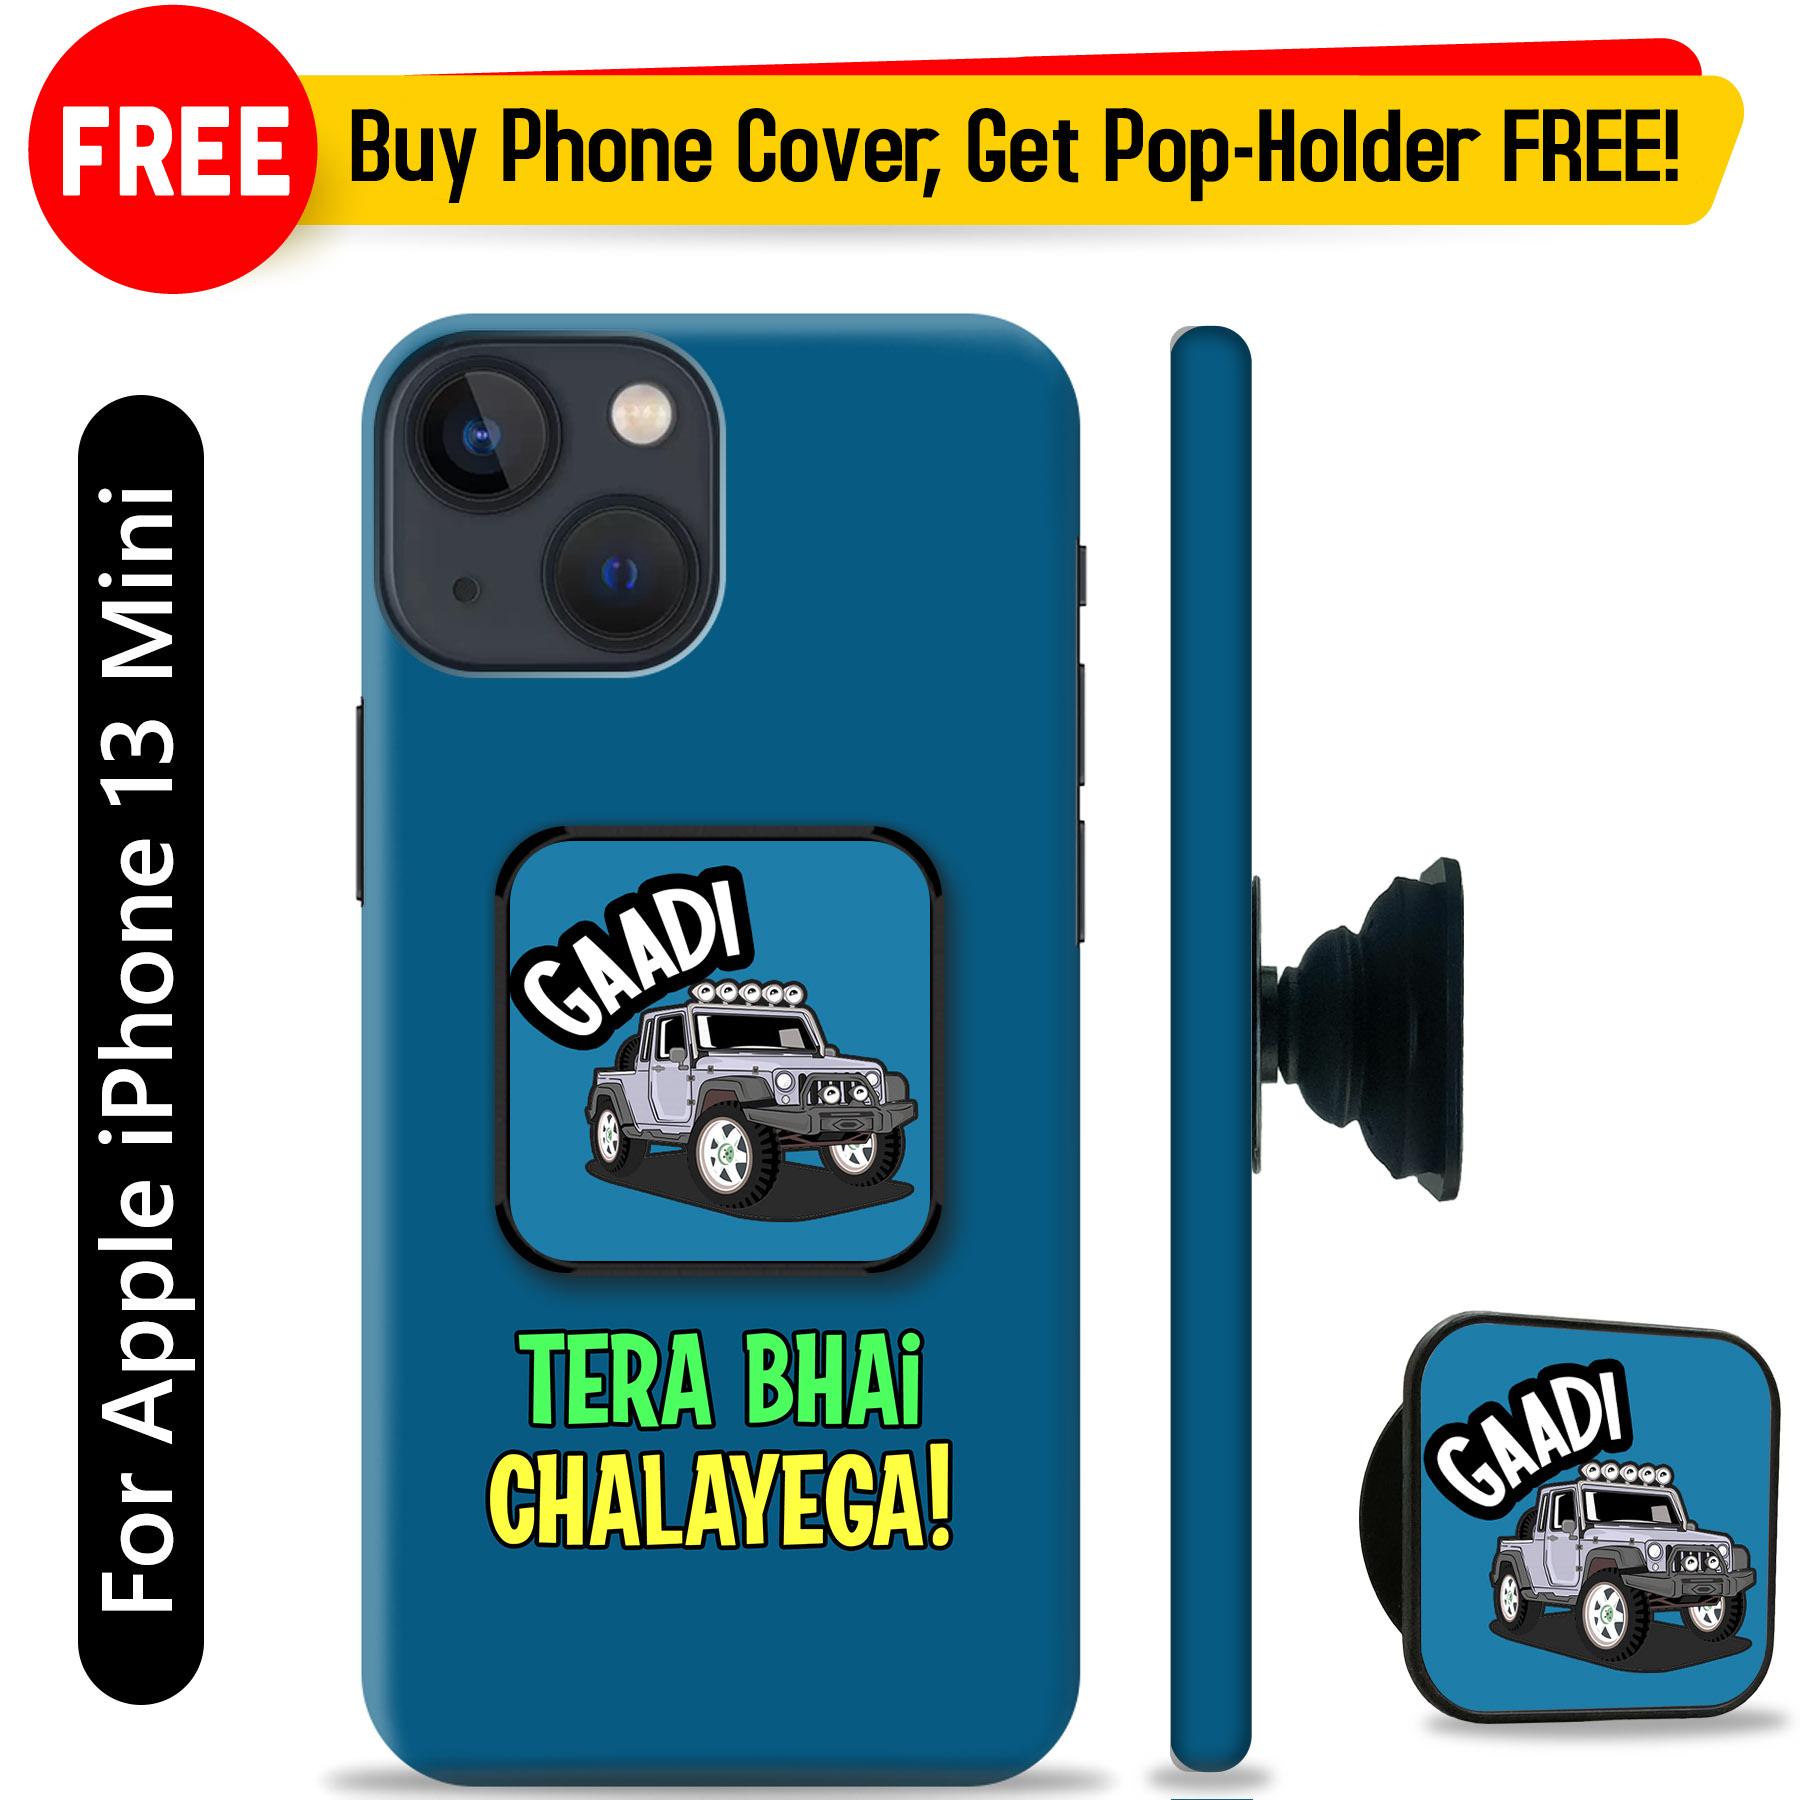 FREE
Buy Phone Cover, Get Pop-Holder FREE!
For Apple iPhone 13 Mini
GAADI
TERA BHAi
CHALAYEGA!
GAADI